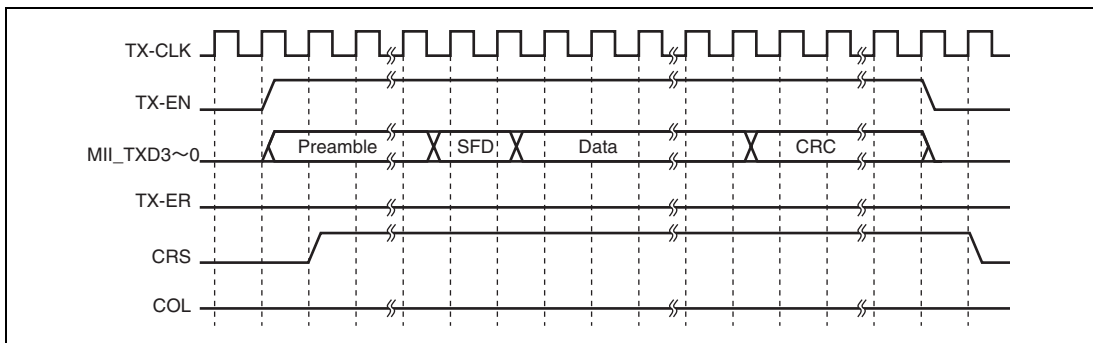 TX-CLK
TX-EN
MII_TXD3～0
Preamble SFD Data CRC
TX-ER
CRS
COL